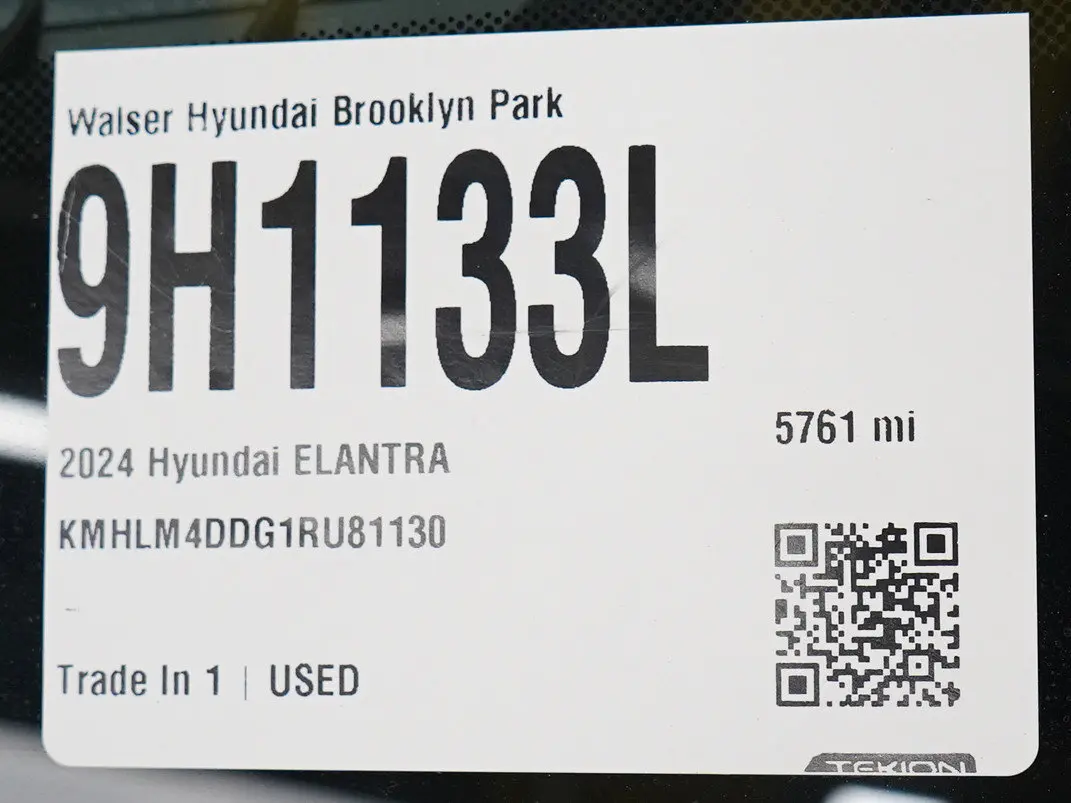 Walser Hyundai Brooklyn Park
9H1133L
5761 mi
2024 Hyundai ELANTRA
KMHLM4DDG1RU81130
Trade In 1 | USED
TEKION